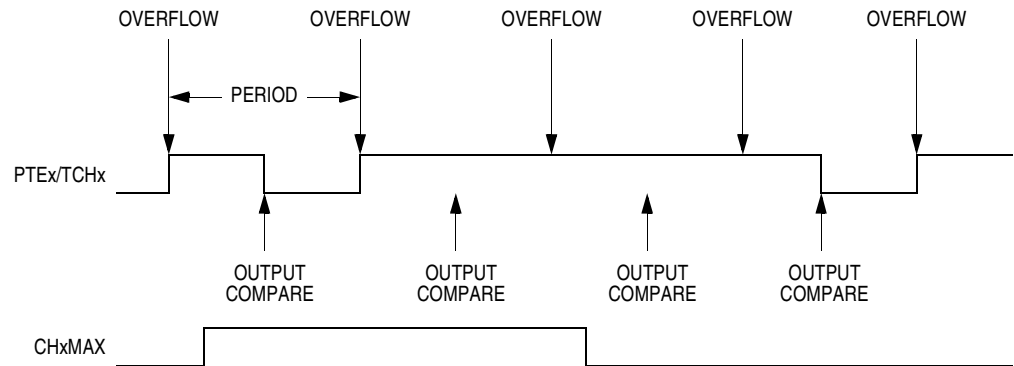 OVERFLOW OVERFLOW OVERFLOW OVERFLOW OVERFLOW
PERIOD
PTEx/TCHx
OUTPUT COMPARE
OUTPUT COMPARE
OUTPUT COMPARE
OUTPUT COMPARE
CHxMAX